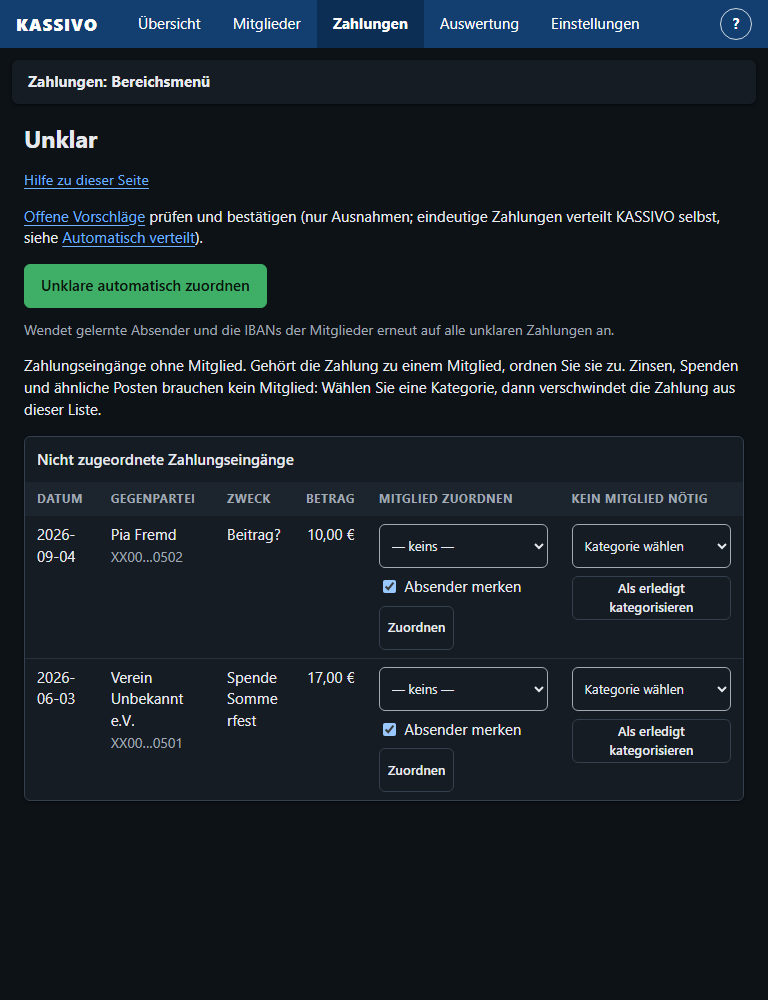 KASSIVO Übersicht Mitglieder Zahlungen Auswertung Einstellungen ?
Zahlungen: Bereichsmenü
Unklar
Hilfe zu dieser Seite
Offene Vorschläge prüfen und bestätigen (nur Ausnahmen; eindeutige Zahlungen verteilt KASSIVO selbst,
siehe Automatisch verteilt).
Unklare automatisch zuordnen
Wendet gelernte Absender und die IBANs der Mitglieder erneut auf alle unklaren Zahlungen an.
Zahlungseingänge ohne Mitglied. Gehört die Zahlung zu einem Mitglied, ordnen Sie sie zu. Zinsen, Spenden
und ähnliche Posten brauchen kein Mitglied: Wählen Sie eine Kategorie, dann verschwindet die Zahlung aus
dieser Liste.
Nicht zugeordnete Zahlungseingänge
DATUM GEGENPARTEI ZWECK BETRAG MITGLIED ZUORDNEN KEIN MITGLIED NÖTIG
2026-
09-04
Pia Fremd
XX00…0502
Beitrag?
10,00 €
— keins —
Absender merken
Zuordnen
Kategorie wählen
Als erledigt
kategorisieren
2026-
06-03
Verein
Unbekannt
e.V.
XX00…0501
Spende
Somme
rfest
17,00 €
— keins —
Absender merken
Zuordnen
Kategorie wählen
Als erledigt
kategorisieren